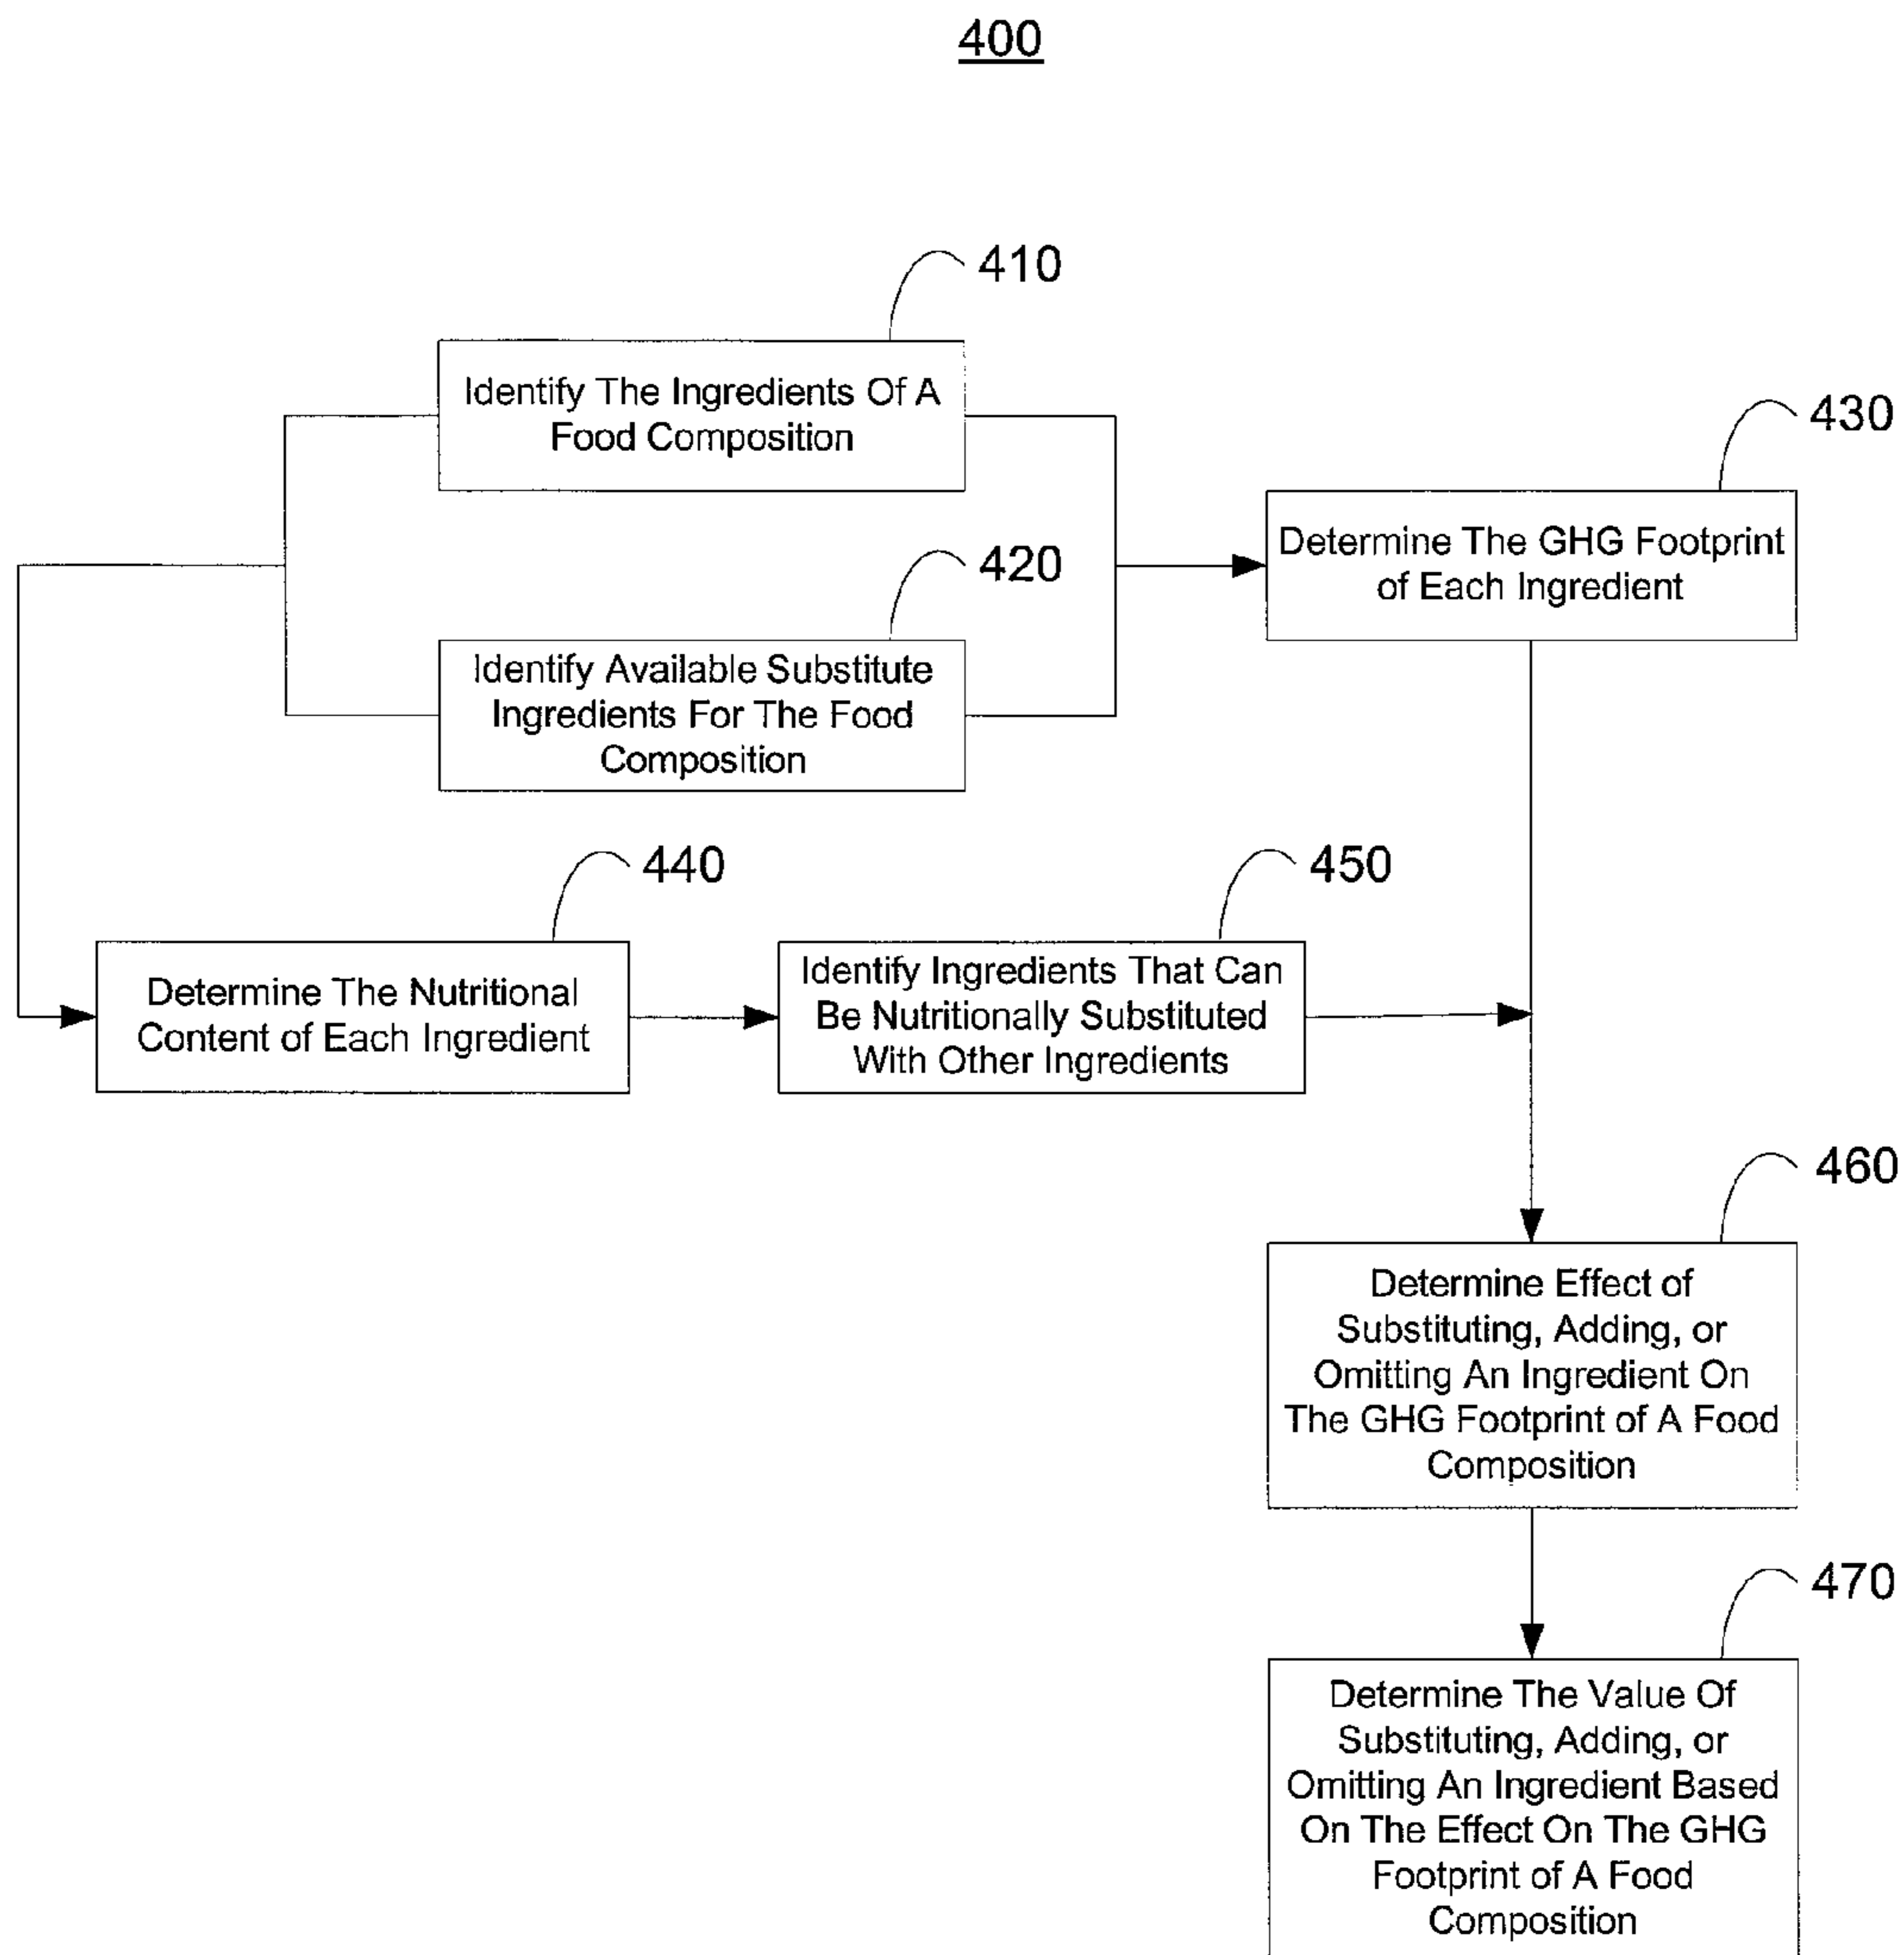 400
410
Identify The Ingredients Of A
Food Composition
430
Determine The GHG Footprint
of Each Ingredient
420
Identify Available Substitute
Ingredients For The Food
Composition
440
Determine The Nutritional
Content of Each Ingredient
450
Identify Ingredients That Can
Be Nutritionally Substituted
With Other Ingredients
460
Determine Effect of
Substituting, Adding, or
Omitting An Ingredient On
The GHG Footprint of A Food
Composition
470
Determine The Value Of
Substituting, Adding, or
Omitting An Ingredient Based
On The Effect On The GHG
Footprint of A Food
Composition